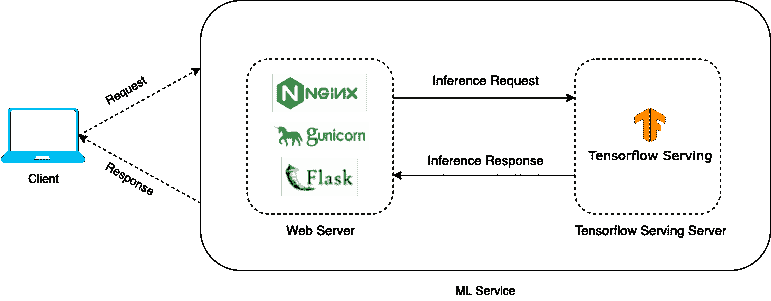 Request
Response
Client
NGINX
gunicorn
Flask
Web Server
Inference Request
Inference Response
Tensorflow Serving
Tensorflow Serving Server
ML Service